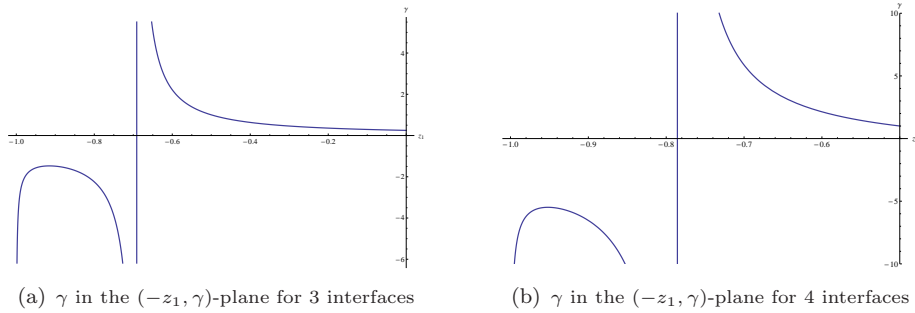 γ
4
2
z₁
−1.0 −0.8 −0.6 −0.4 −0.2
−2
−4
−6
(a) γ in the (−z₁, γ)-plane for 3 interfaces
γ
10
5
z
−1.0 −0.9 −0.8 −0.7 −0.6
−5
−10
(b) γ in the (−z₁, γ)-plane for 4 interfaces